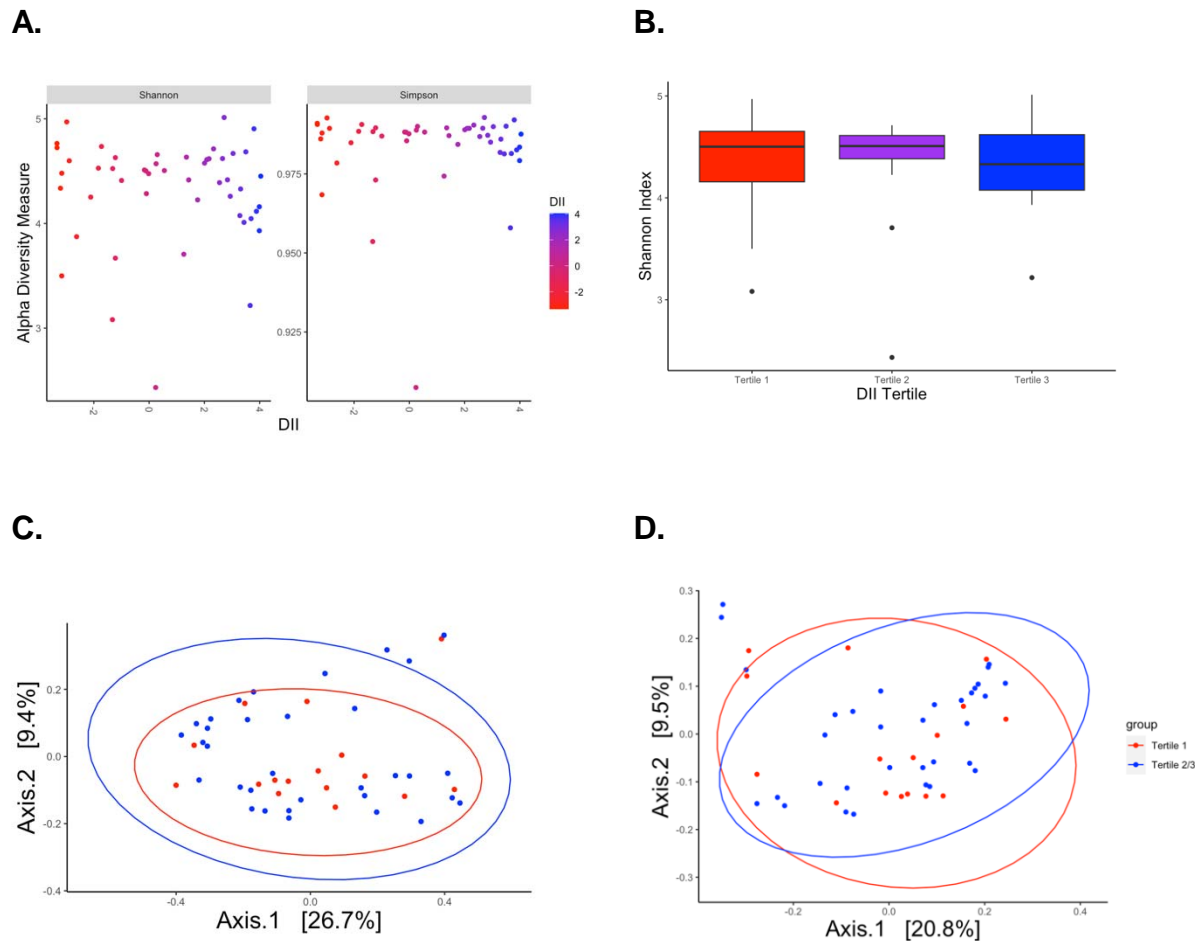 A.
Shannon
Simpson
Alpha Diversity Measure
5
4
3
0.975
0.950
0.925
-2
0
2
4
-2
0
2
4
DII
DII
4
2
0
-2
B.
Shannon Index
5
4
3
Tertile 1
Tertile 2
Tertile 3
DII Tertile
C.
Axis.2 [9.4%]
0.2
0.0
-0.2
-0.4
-0.4
0.0
0.4
Axis.1 [26.7%]
D.
Axis.2 [9.5%]
0.3
0.2
0.1
0.0
-0.1
-0.2
-0.3
-0.2
0.0
0.2
0.4
Axis.1 [20.8%]
group
Tertile 1
Tertile 2/3